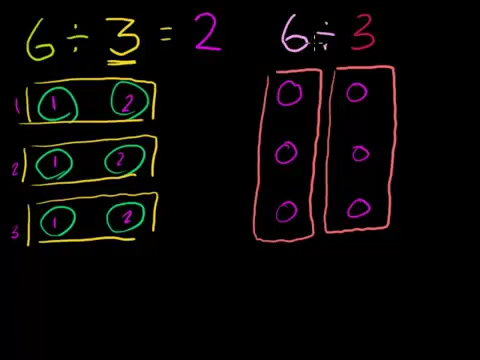 6 ÷ 3 = 2
6 ÷ 3
1 1 2
2 1 2
3 1 2